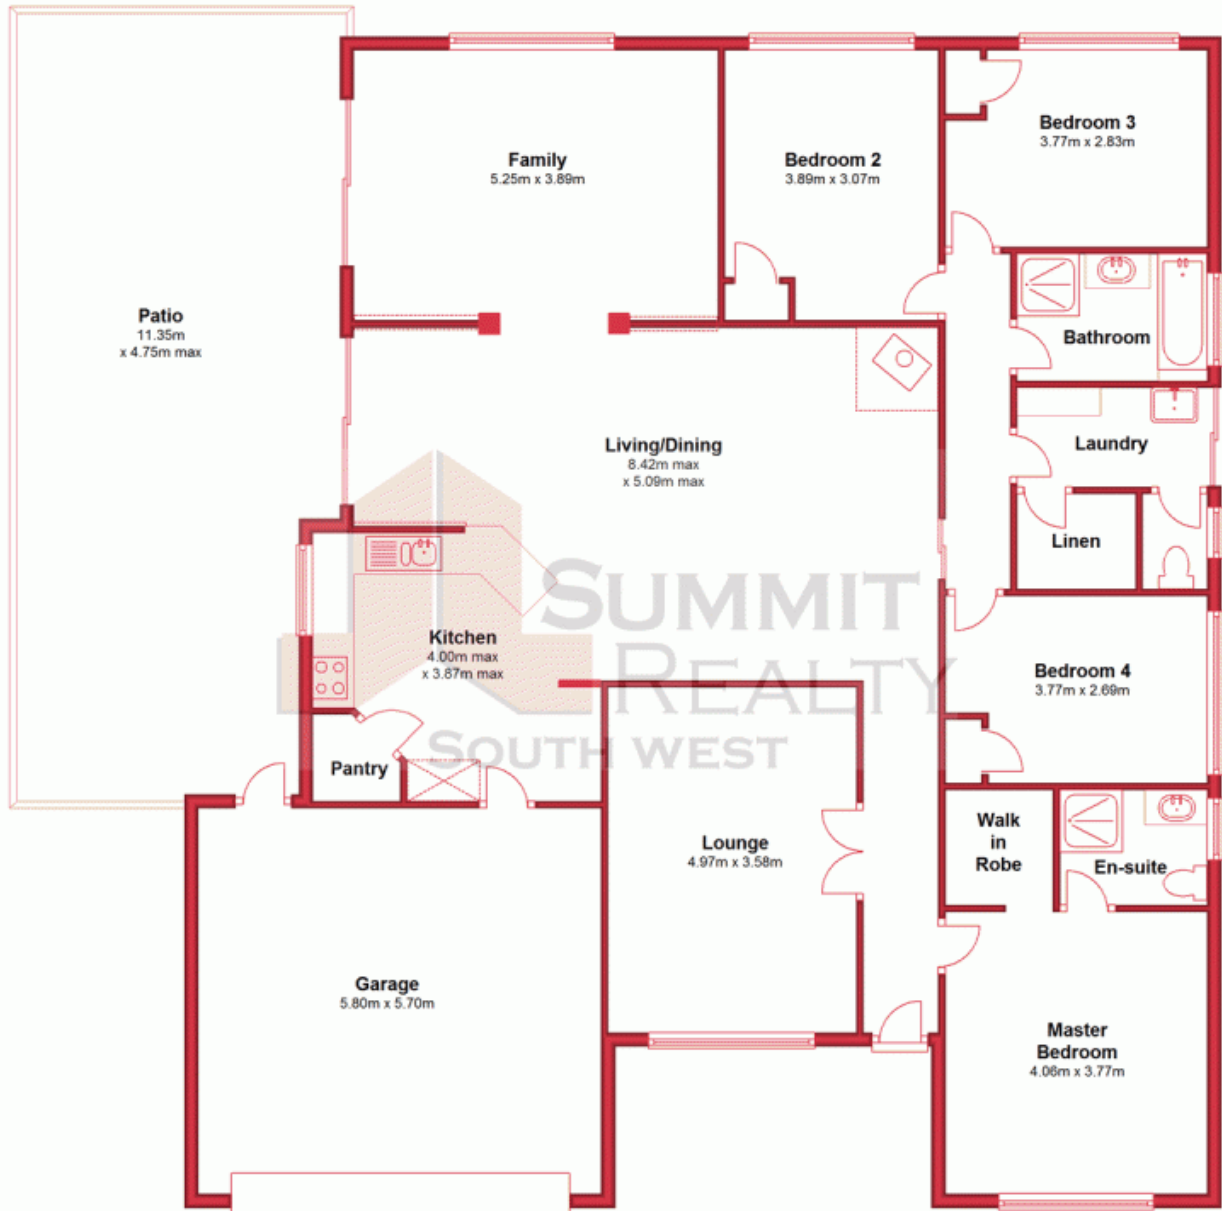 Family
5.25m x 3.89m
Bedroom 2
3.89m x 3.07m
Bedroom 3
3.77m x 2.83m
Patio
11.35m
x 4.75m max
Bathroom
Living/Dining
8.42m max
x 5.09m max
Laundry
Linen
Kitchen
4.00m max
x 3.87m max
Bedroom 4
3.77m x 2.69m
Pantry
Lounge
4.97m x 3.58m
Walk
in
Robe
En-suite
Garage
5.80m x 5.70m
Master
Bedroom
4.06m x 3.77m
SUMMIT
REALTY
SOUTH WEST